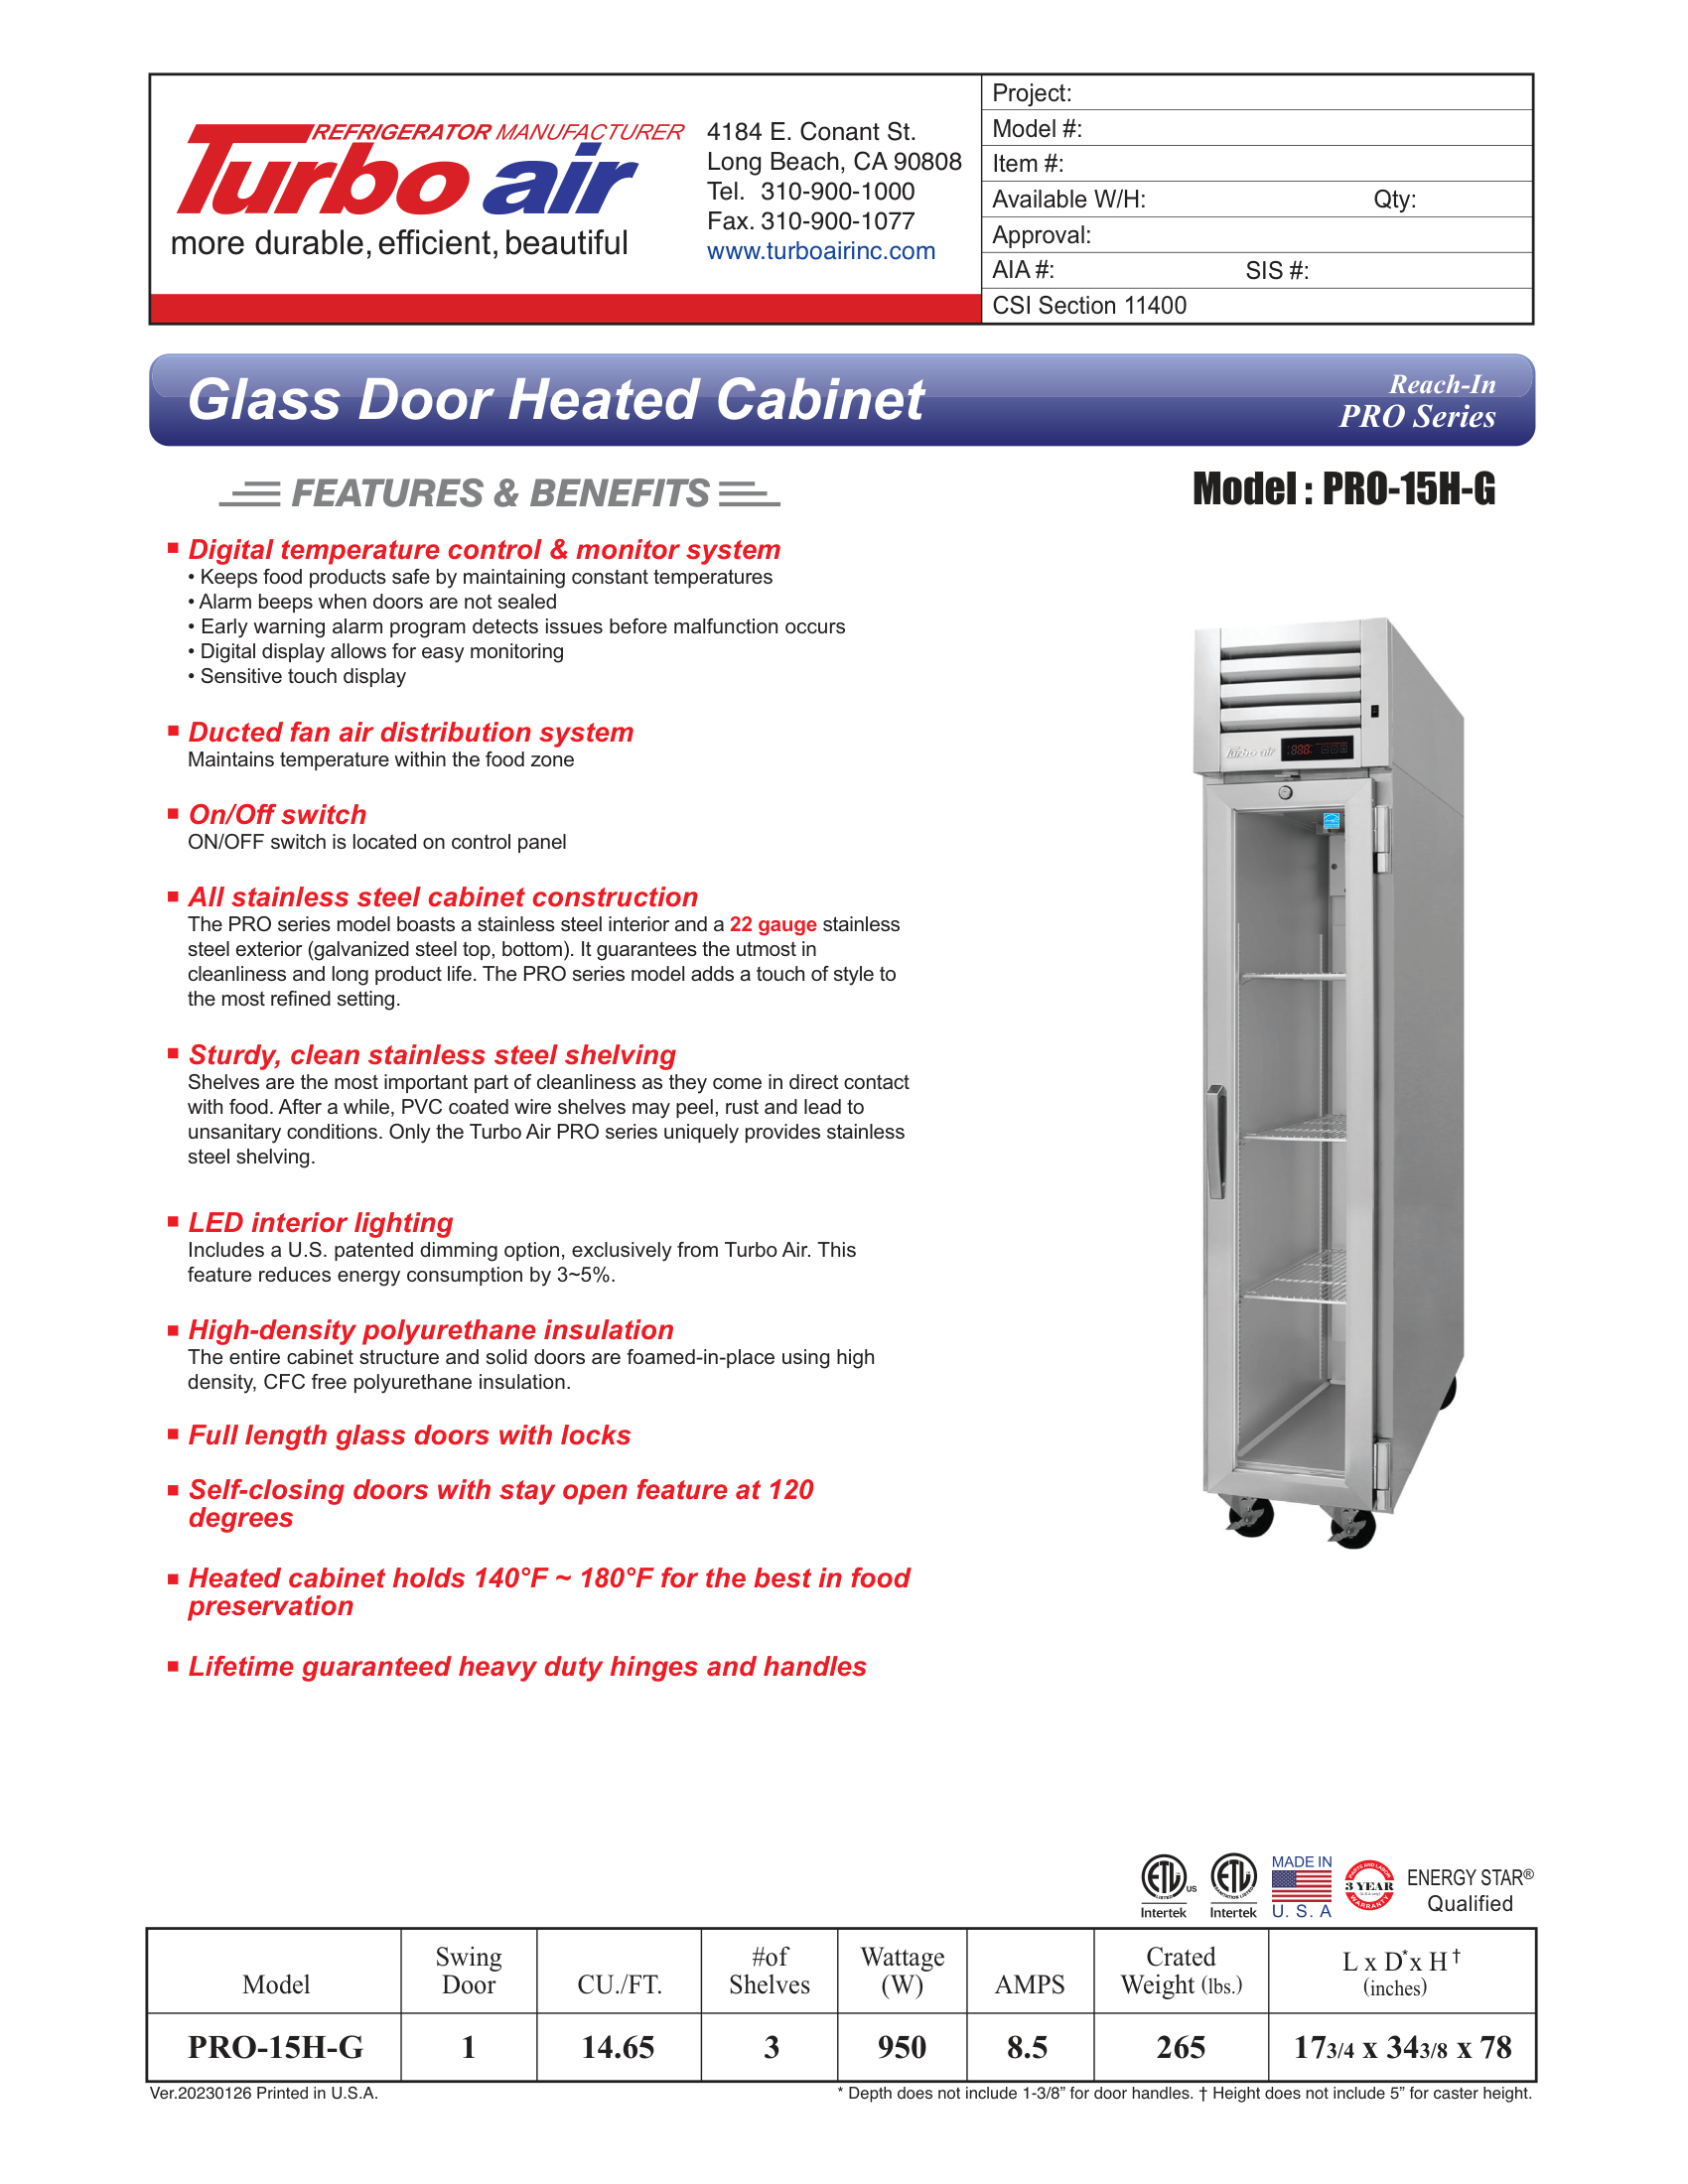 REFRIGERATOR MANUFACTURER
Turbo air
more durable, efficient, beautiful
4184 E. Conant St.
Long Beach, CA 90808
Tel. 310-900-1000
Fax. 310-900-1077
www.turboairinc.com
Project:
Model #:
Item #:
Available W/H: Qty:
Approval:
AIA #: SIS #:
CSI Section 11400
Glass Door Heated Cabinet
Reach-In
PRO Series
FEATURES & BENEFITS
Model : PRO-15H-G
Digital temperature control & monitor system
• Keeps food products safe by maintaining constant temperatures
• Alarm beeps when doors are not sealed
• Early warning alarm program detects issues before malfunction occurs
• Digital display allows for easy monitoring
• Sensitive touch display
Ducted fan air distribution system
Maintains temperature within the food zone
On/Off switch
ON/OFF switch is located on control panel
All stainless steel cabinet construction
The PRO series model boasts a stainless steel interior and a 22 gauge stainless
steel exterior (galvanized steel top, bottom). It guarantees the utmost in
cleanliness and long product life. The PRO series model adds a touch of style to
the most refined setting.
Sturdy, clean stainless steel shelving
Shelves are the most important part of cleanliness as they come in direct contact
with food. After a while, PVC coated wire shelves may peel, rust and lead to
unsanitary conditions. Only the Turbo Air PRO series uniquely provides stainless
steel shelving.
LED interior lighting
Includes a U.S. patented dimming option, exclusively from Turbo Air. This
feature reduces energy consumption by 3~5%.
High-density polyurethane insulation
The entire cabinet structure and solid doors are foamed-in-place using high
density, CFC free polyurethane insulation.
Full length glass doors with locks
Self-closing doors with stay open feature at 120
degrees
Heated cabinet holds 140°F ~ 180°F for the best in food
preservation
Lifetime guaranteed heavy duty hinges and handles
Turbo air
888
ETL LISTED US
Intertek
ETL SANITATION LISTED
Intertek
MADE IN
U. S. A
PARTS AND LABOR
3 YEAR
WARRANTY
ENERGY STAR®
Qualified
Model Swing Door CU./FT. #of Shelves Wattage (W) AMPS Crated Weight (lbs.) L x D* x H† (inches)
PRO-15H-G 1 14.65 3 950 8.5 265 173/4 x 343/8 x 78
Ver.20230126 Printed in U.S.A.
* Depth does not include 1-3/8” for door handles. † Height does not include 5” for caster height.